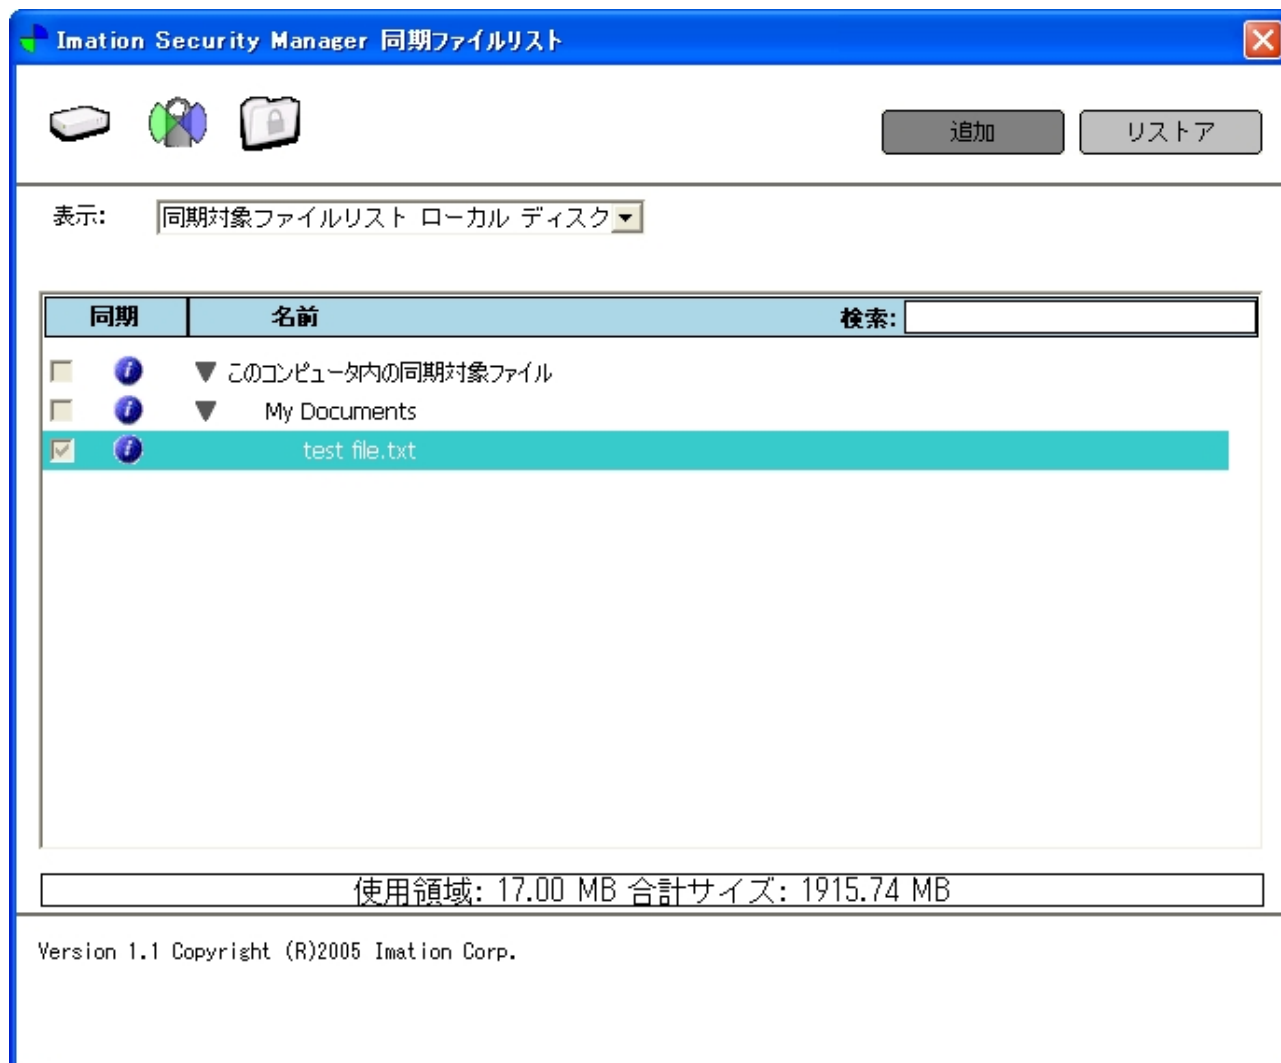 Imation Security Manager 同期ファイルリスト
追加 リストア
表示: 同期対象ファイルリスト ローカル ディスク
同期 名前 検索:
このコンピュータ内の同期対象ファイル
My Documents
test file.txt
使用領域: 17.00 MB 合計サイズ: 1915.74 MB
Version 1.1 Copyright (R)2005 Imation Corp.